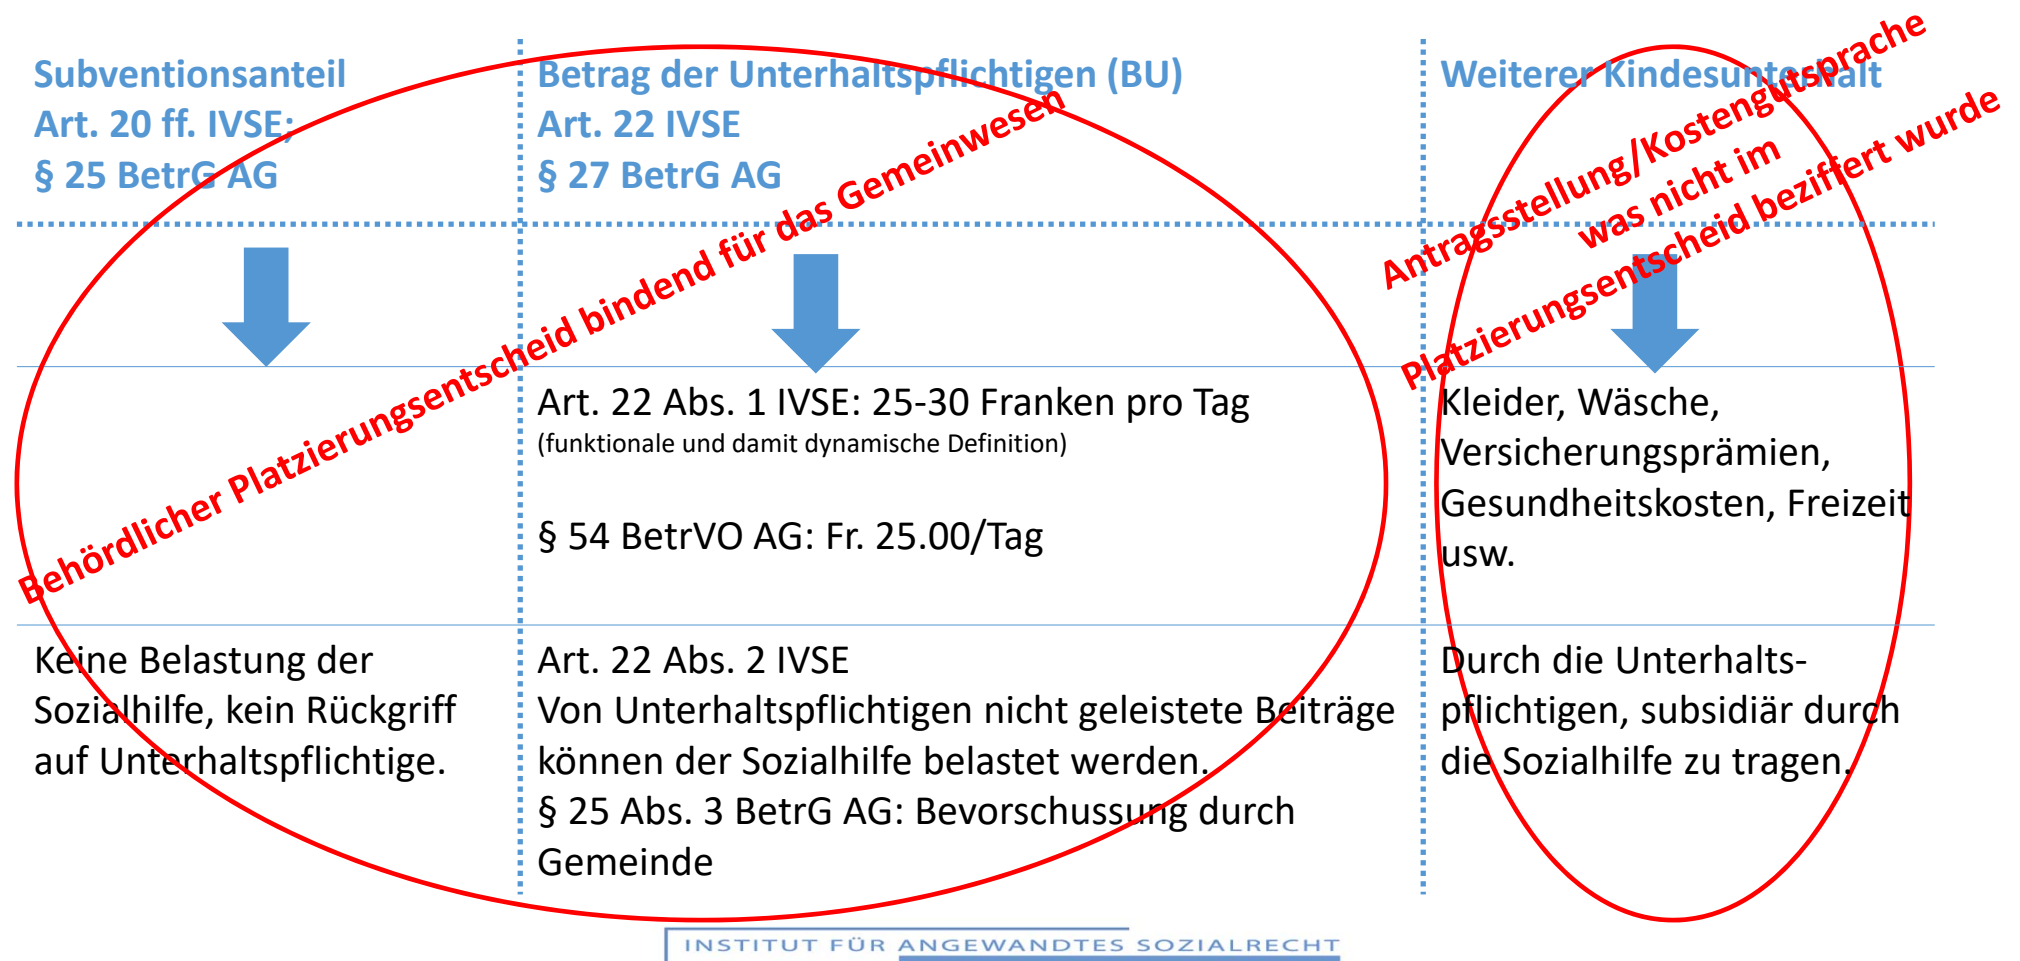 Subventionsanteil
Art. 20 ff. IVSE;
§ 25 BetrG AG
Betrag der Unterhaltspflichtigen (BU)
Art. 22 IVSE
§ 27 BetrG AG
Weiterer Kindesunterhalt
Behördlicher Platzierungsentscheid bindend für das Gemeinwesen
Antragsstellung/Kostengutsprache
was nicht im
Platzierungsentscheid beziffert wurde
Art. 22 Abs. 1 IVSE: 25-30 Franken pro Tag
(funktionale und damit dynamische Definition)
§ 54 BetrVO AG: Fr. 25.00/Tag
Kleider, Wäsche,
Versicherungsprämien,
Gesundheitskosten, Freizeit
usw.
Keine Belastung der
Sozialhilfe, kein Rückgriff
auf Unterhaltspflichtige.
Art. 22 Abs. 2 IVSE
Von Unterhaltspflichtigen nicht geleistete Beiträge
können der Sozialhilfe belastet werden.
§ 25 Abs. 3 BetrG AG: Bevorschussung durch
Gemeinde
Durch die Unterhalts-
pflichtigen, subsidiär durch
die Sozialhilfe zu tragen.
INSTITUT FÜR ANGEWANDTES SOZIALRECHT